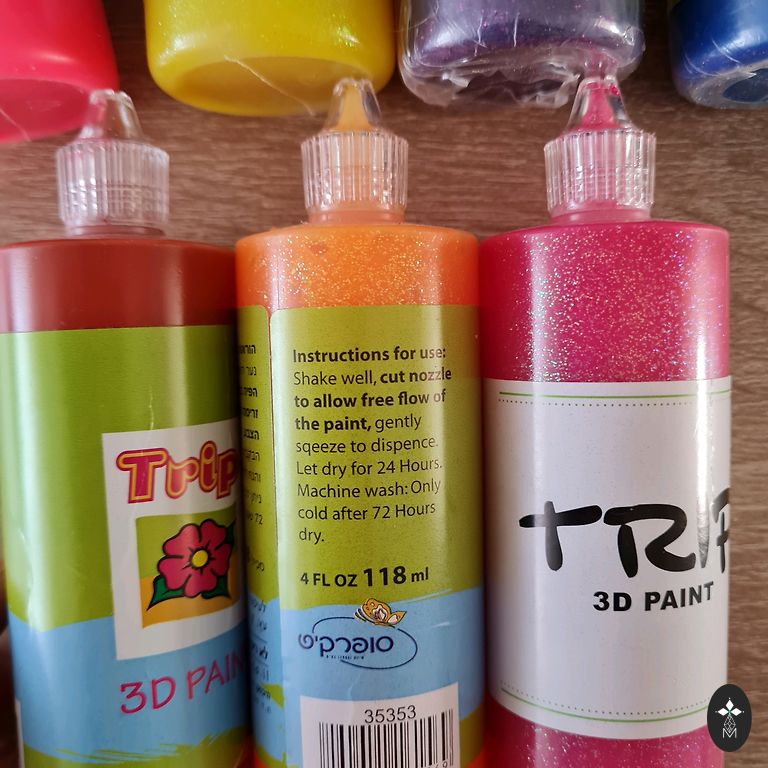 Trip
3D PAIN
Instructions for use:
Shake well, cut nozzle
to allow free flow of
the paint, gently
sqeeze to dispence.
Let dry for 24 Hours.
Machine wash: Only
cold after 72 Hours
dry.
4 FL OZ 118 ml
סופרקיט
35353
TRIP
3D PAINT
M